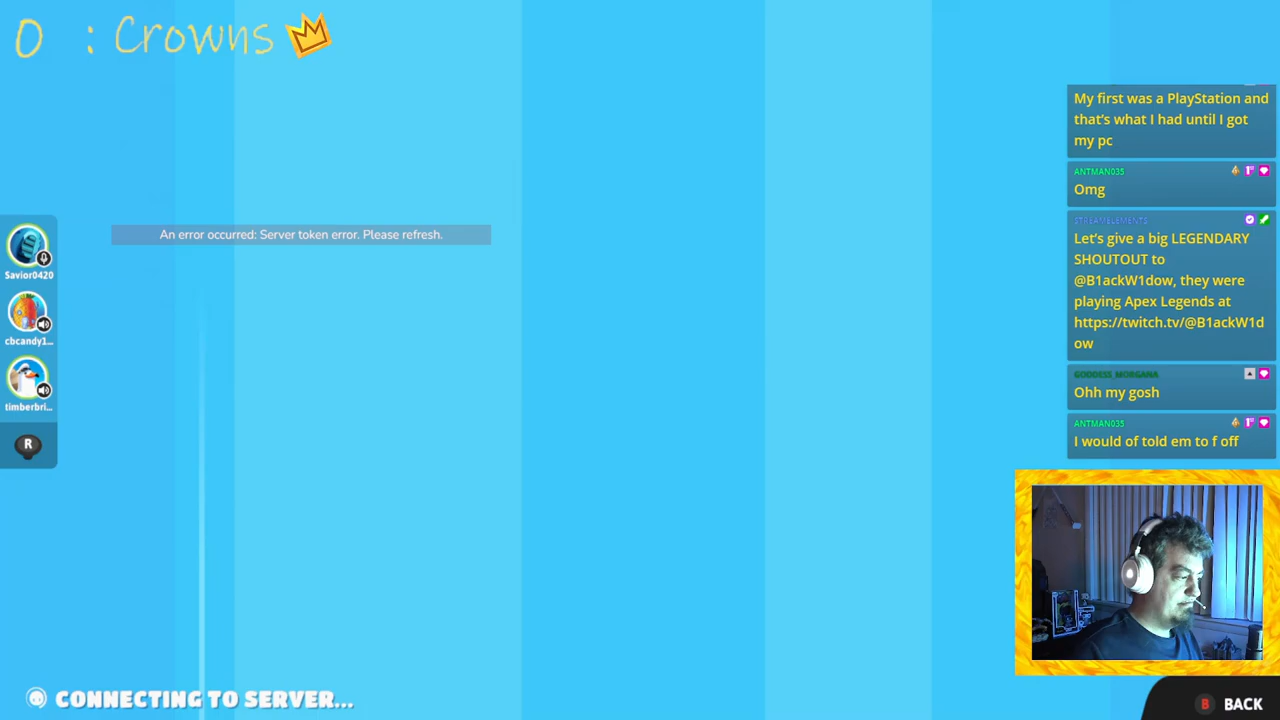 0 : Crowns
My first was a PlayStation and
that's what I had until I got
my pc
ANTMAN035
Omg
An error occurred: Server token error. Please refresh.
STREAMELEMENTS
Let's give a big LEGENDARY
SHOUTOUT to
@B1ackW1dow, they were
playing Apex Legends at
https://twitch.tv/@B1ackW1d
ow
Savior0420
cbcandy1...
timberbri...
R
GODDESS_MORGANA
Ohh my gosh
ANTMAN035
I would of told em to f off
CONNECTING TO SERVER...
B BACK